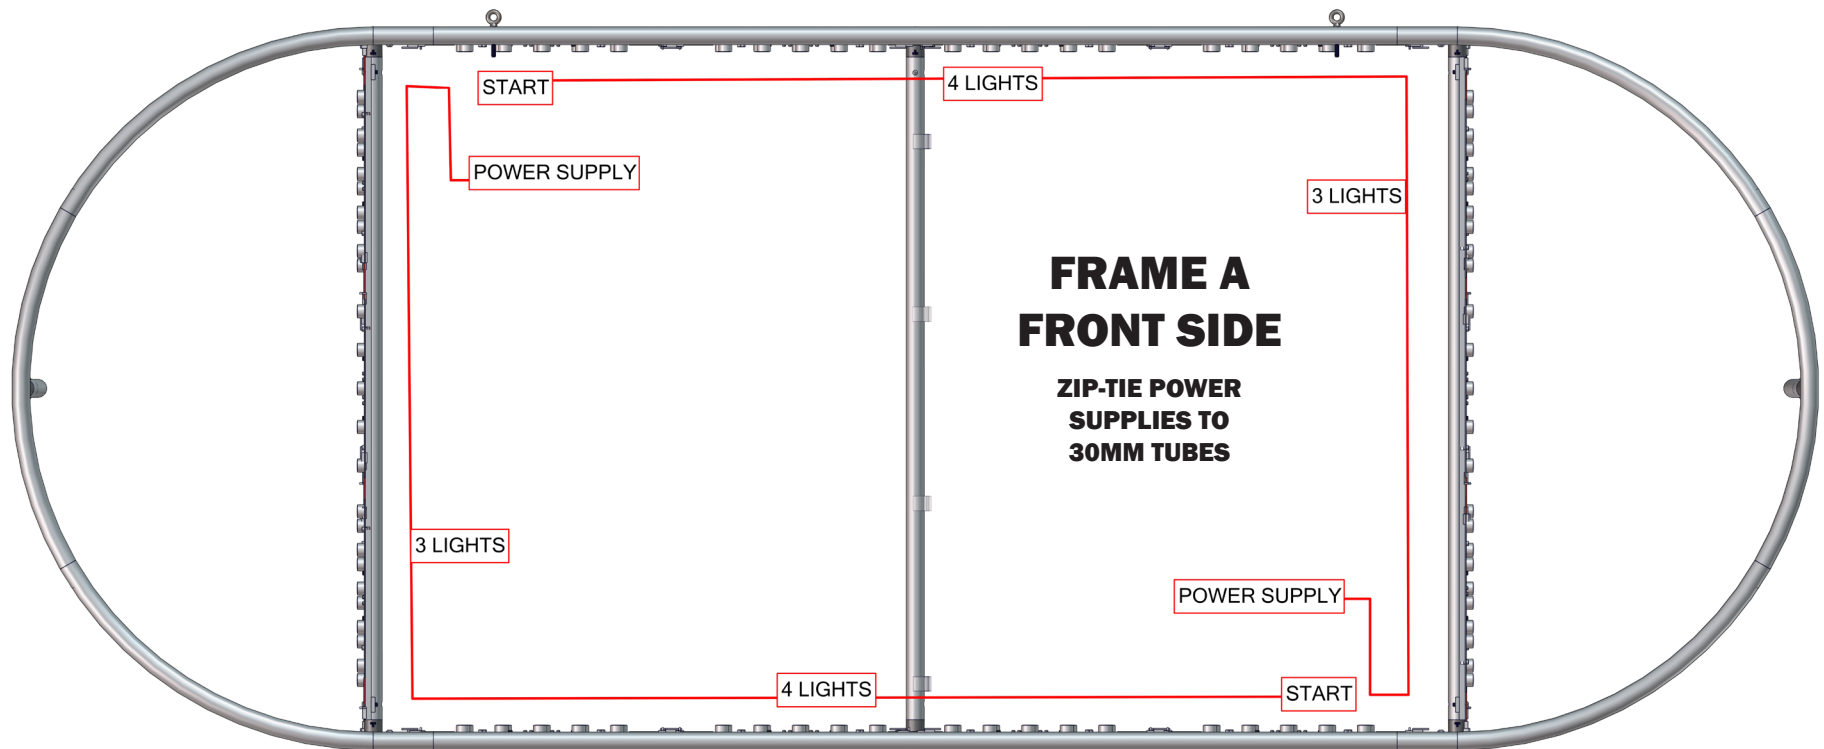 START
4 LIGHTS
POWER SUPPLY
3 LIGHTS
FRAME A
FRONT SIDE
ZIP-TIE POWER
SUPPLIES TO
30MM TUBES
3 LIGHTS
POWER SUPPLY
4 LIGHTS
START